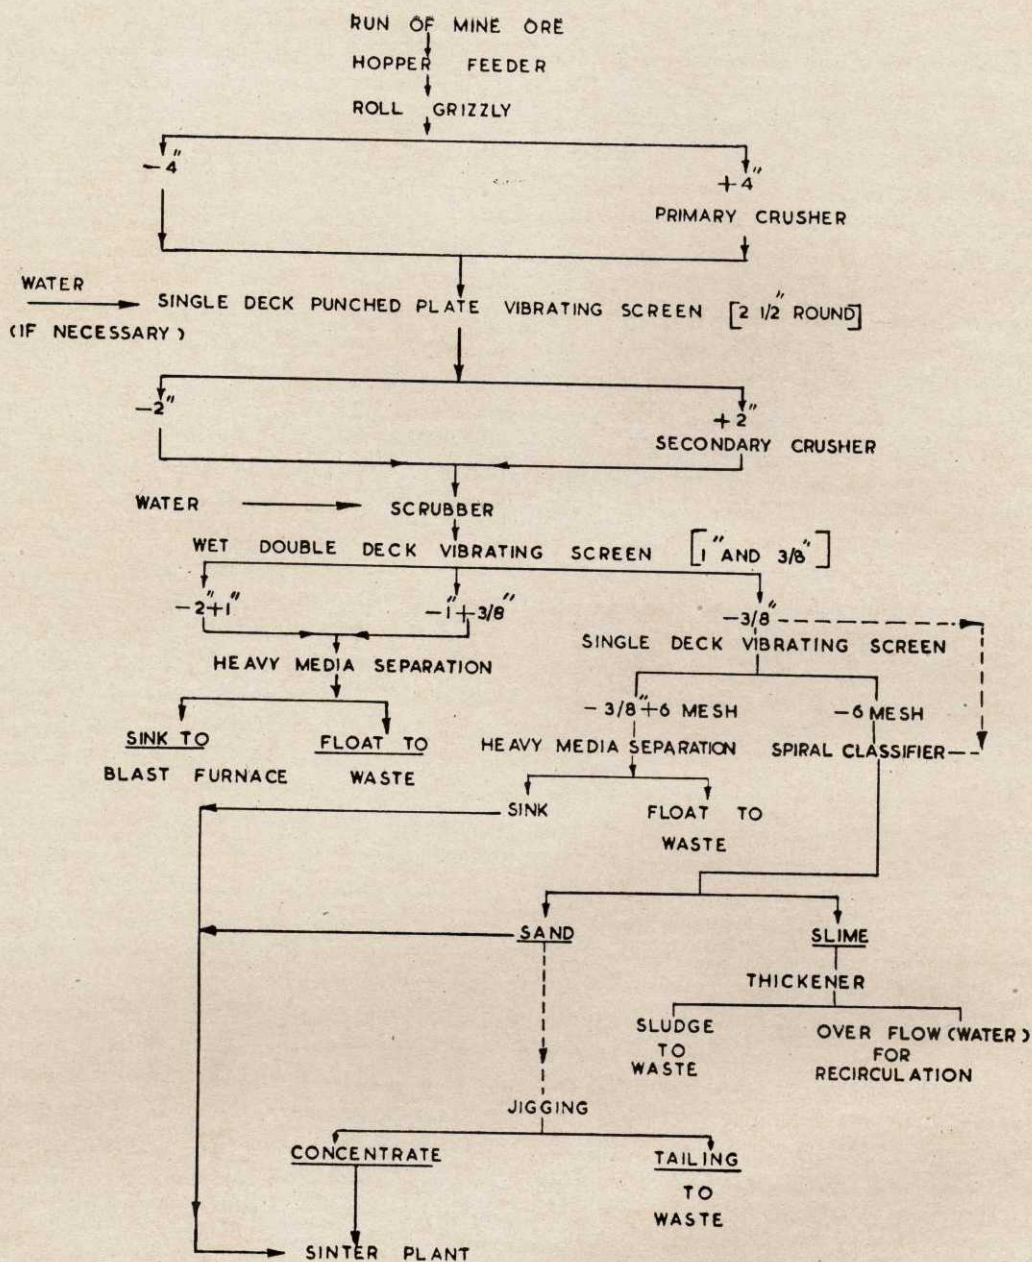 RUN OF MINE ORE
HOPPER FEEDER
ROLL GRIZZLY
-4"
+4"
PRIMARY CRUSHER
WATER
(IF NECESSARY)
SINGLE DECK PUNCHED PLATE VIBRATING SCREEN [2 1/2" ROUND]
-2"
+2"
SECONDARY CRUSHER
WATER
SCRUBBER
WET DOUBLE DECK VIBRATING SCREEN [1" AND 3/8"]
-2"+1"
-1"+3/8"
-3/8"
SINGLE DECK VIBRATING SCREEN
HEAVY MEDIA SEPARATION
-3/8"+6 MESH
-6 MESH
SINK TO
BLAST FURNACE
FLOAT TO
WASTE
HEAVY MEDIA SEPARATION
SPIRAL CLASSIFIER
SINK
FLOAT TO
WASTE
SAND
SLIME
THICKENER
SLUDGE
TO
WASTE
OVER FLOW (WATER)
FOR
RECIRCULATION
JIGGING
CONCENTRATE
TAILING
TO
WASTE
SINTER PLANT